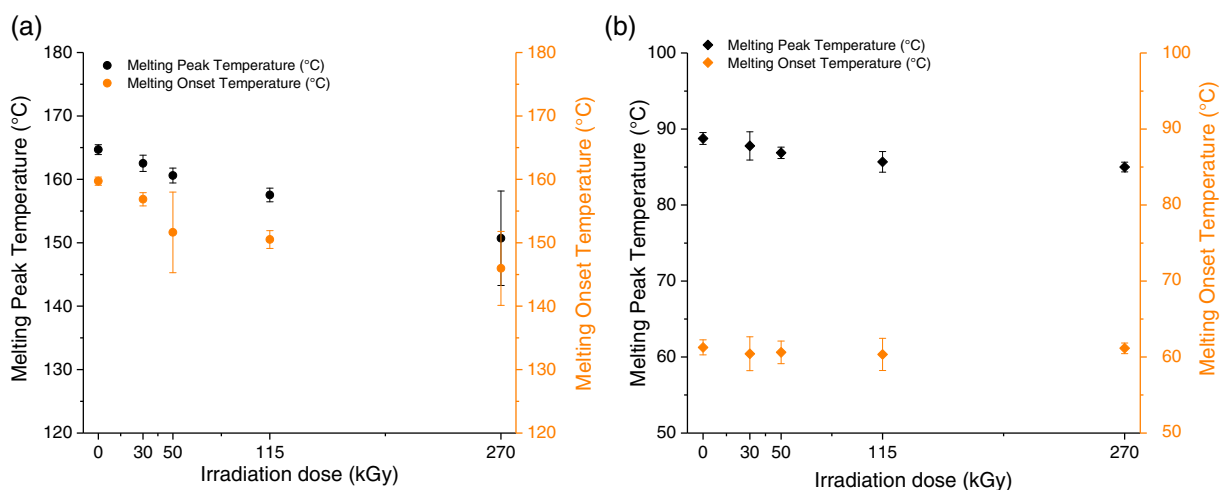 (a)
Melting Peak Temperature (°C)
Melting Onset Temperature (°C)
180
170
160
150
140
130
120
Melting Peak Temperature (°C)
180
170
160
150
140
130
120
Melting Onset Temperature (°C)
0 30 50 115 270
Irradiation dose (kGy)
(b)
Melting Peak Temperature (°C)
Melting Onset Temperature (°C)
100
90
80
70
60
50
Melting Peak Temperature (°C)
100
90
80
70
60
50
Melting Onset Temperature (°C)
0 30 50 115 270
Irradiation dose (kGy)